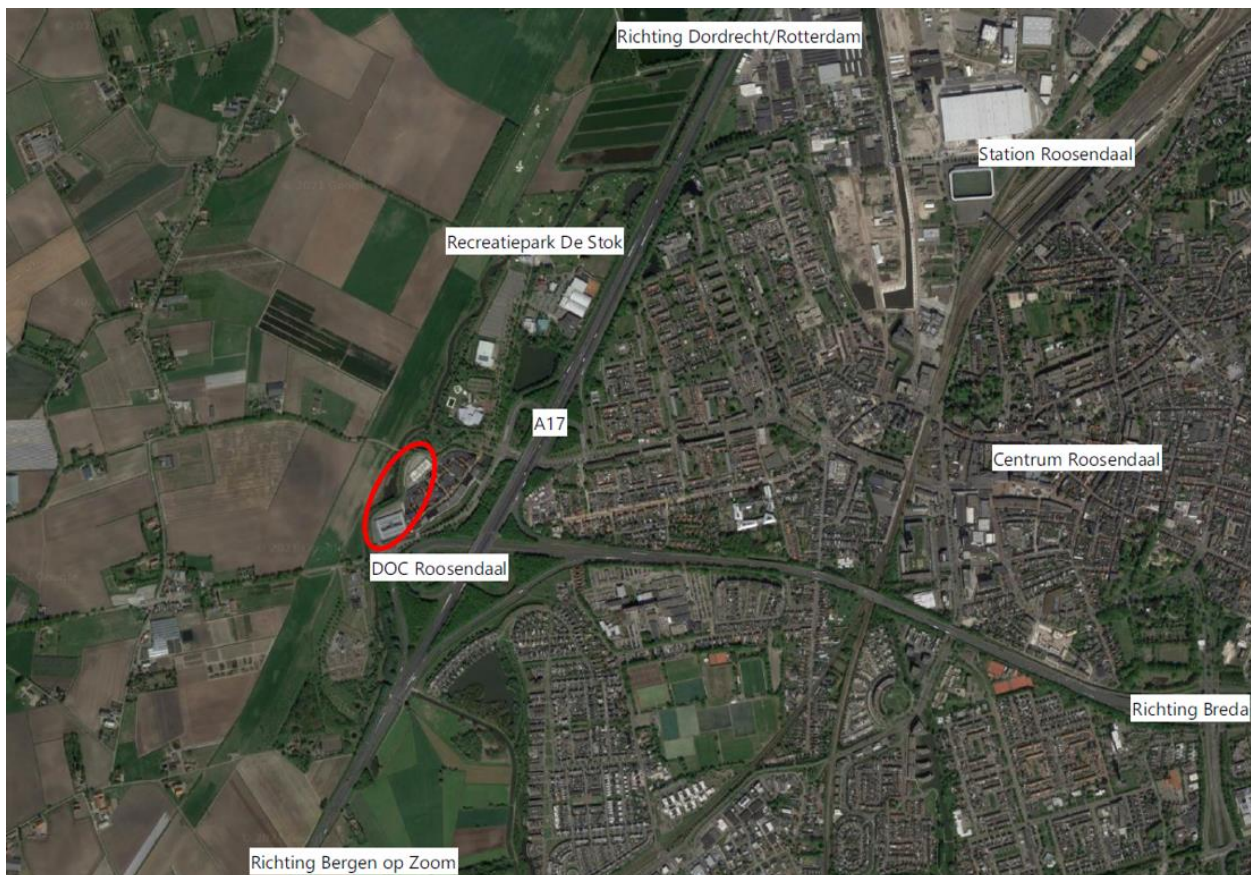 Richting Dordrecht/Rotterdam
Station Roosendaal
Recreatiepark De Stok
A17
Centrum Roosendaal
DOC Roosendaal
Richting Breda
Richting Bergen op Zoom